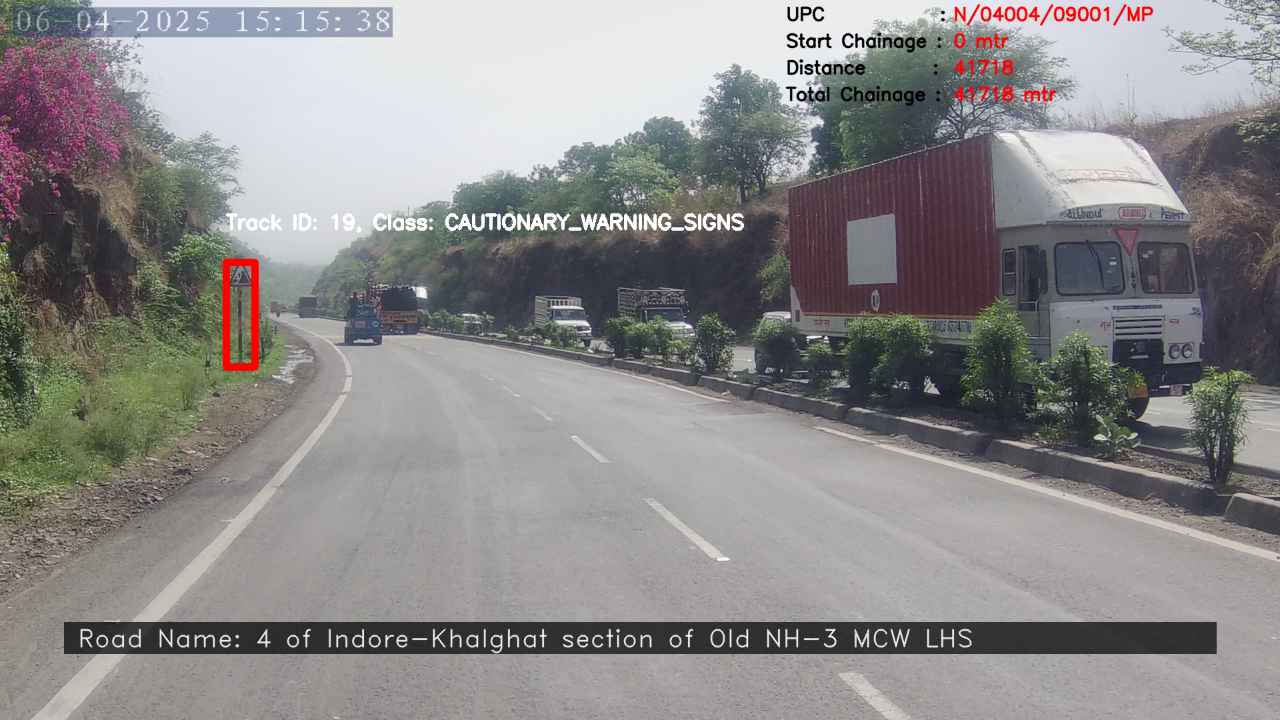 06-04-2025 15:15:38
UPC : N/04004/09001/MP
Start Chainage : 0 mtr
Distance : 41718
Total Chainage : 41718 mtr
Track ID: 19, Class: CAUTIONARY_WARNING_SIGNS
PERMIT
Road Name: 4 of Indore-Khalghat section of Old NH-3 MCW LHS